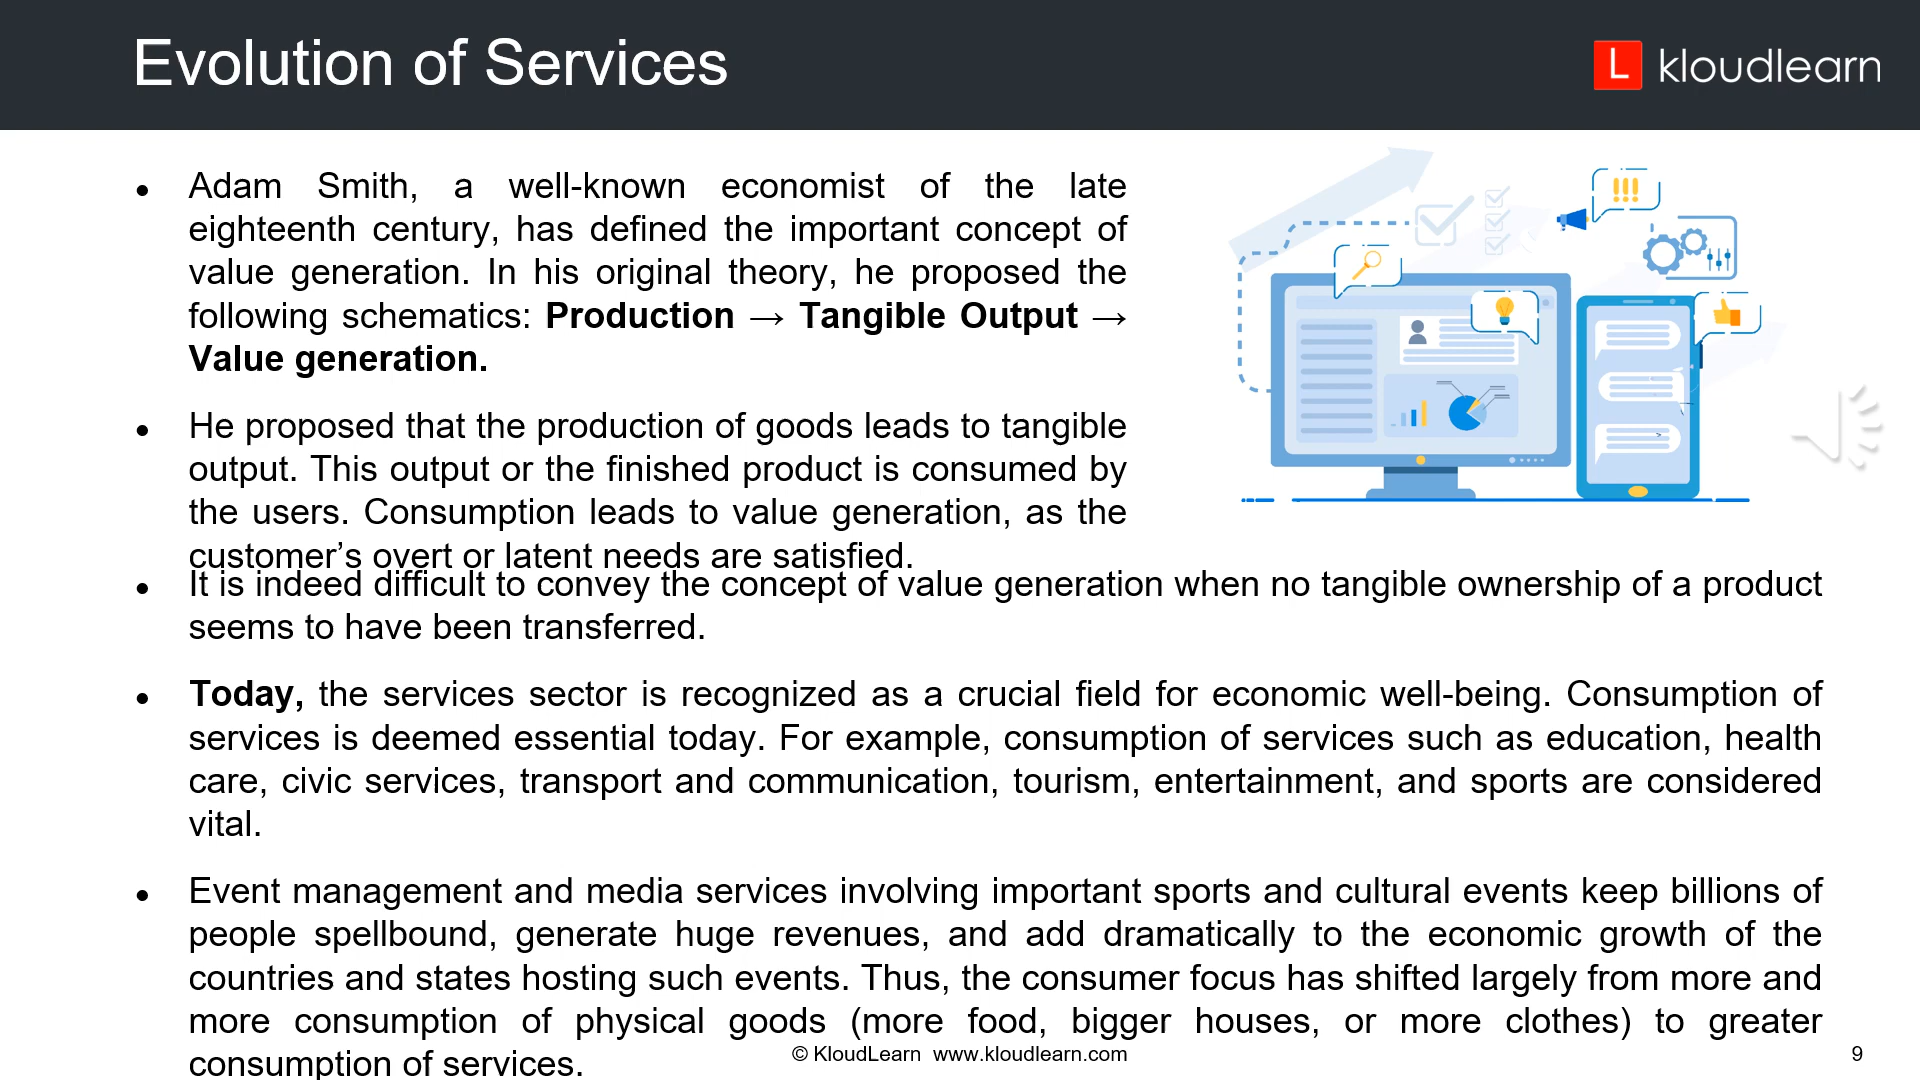 Evolution of Services
L kloudlearn
● Adam Smith, a well-known economist of the late
eighteenth century, has defined the important concept of
value generation. In his original theory, he proposed the
following schematics: Production → Tangible Output →
Value generation.
● He proposed that the production of goods leads to tangible
output. This output or the finished product is consumed by
the users. Consumption leads to value generation, as the
customer’s overt or latent needs are satisfied.
● It is indeed difficult to convey the concept of value generation when no tangible ownership of a product
seems to have been transferred.
● Today, the services sector is recognized as a crucial field for economic well-being. Consumption of
services is deemed essential today. For example, consumption of services such as education, health
care, civic services, transport and communication, tourism, entertainment, and sports are considered
vital.
● Event management and media services involving important sports and cultural events keep billions of
people spellbound, generate huge revenues, and add dramatically to the economic growth of the
countries and states hosting such events. Thus, the consumer focus has shifted largely from more and
more consumption of physical goods (more food, bigger houses, or more clothes) to greater
consumption of services.
!!!
© KloudLearn www.kloudlearn.com
9